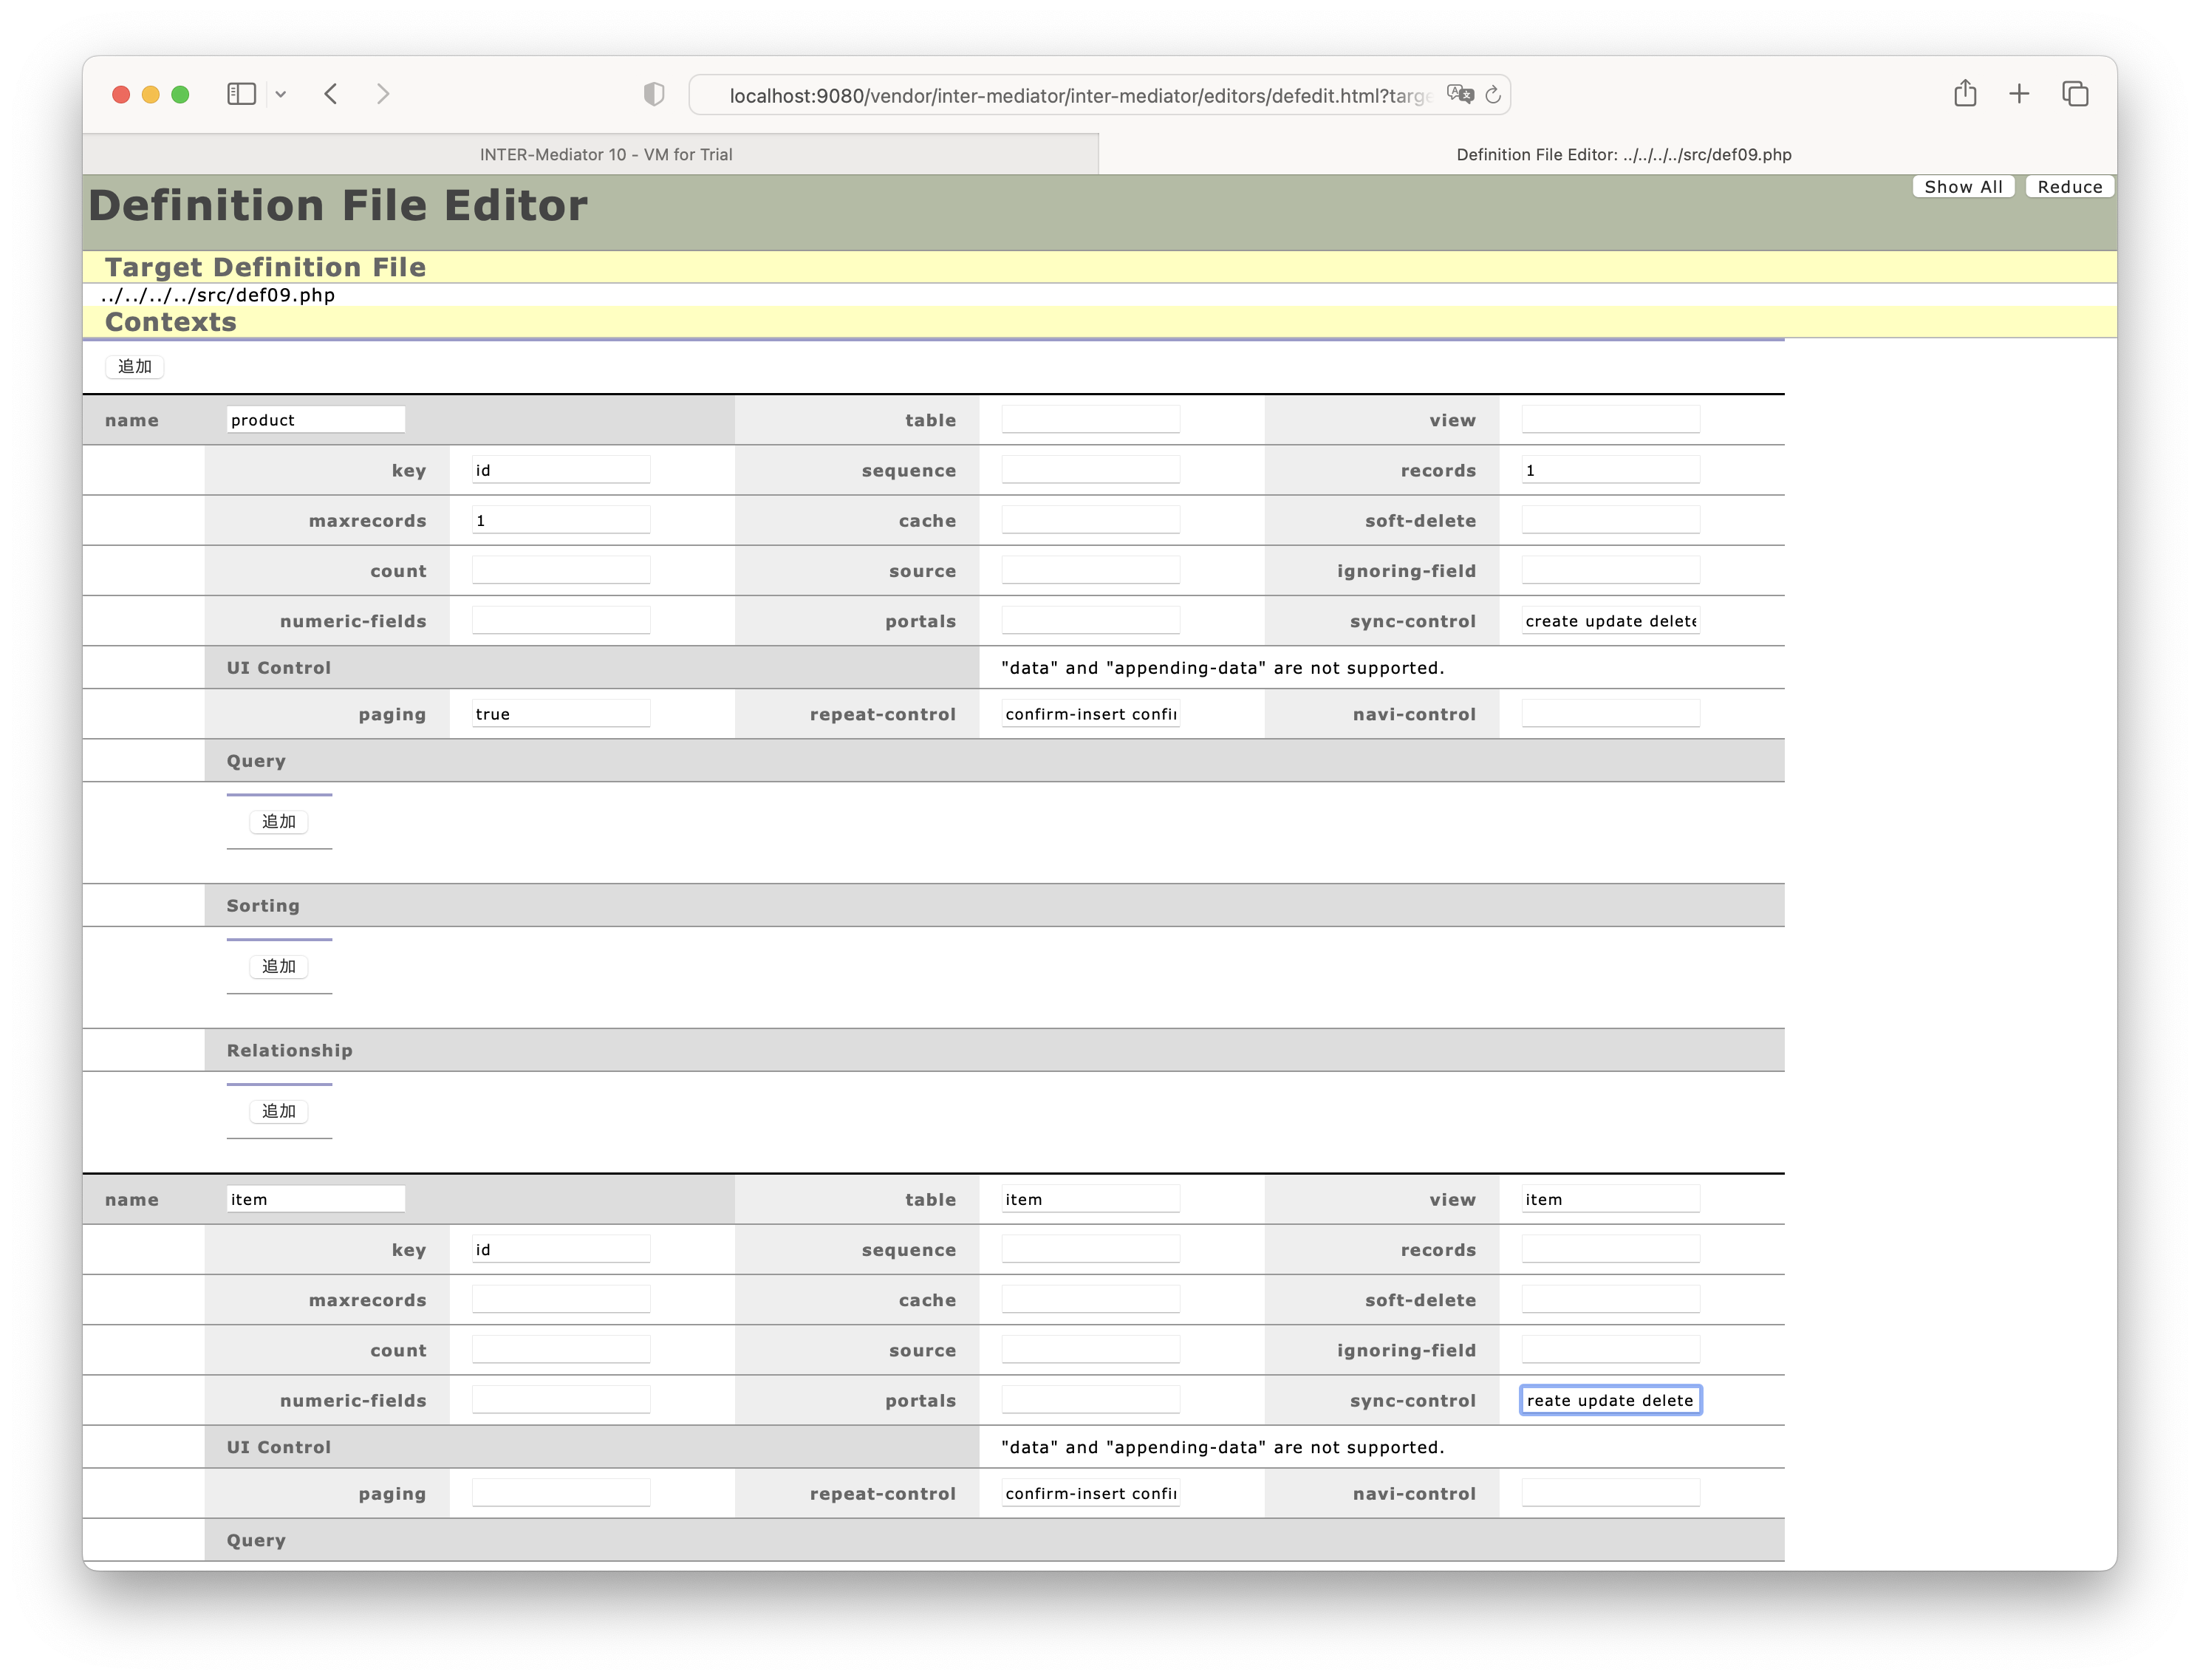 localhost:9080/vendor/inter-mediator/inter-mediator/editors/defedit.html?targe
INTER-Mediator 10 - VM for Trial
Definition File Editor: ../../../../src/def09.php
Definition File Editor
Show All
Reduce
Target Definition File
../../../../src/def09.php
Contexts
追加
name product table view
key id sequence records 1
maxrecords 1 cache soft-delete
count source ignoring-field
numeric-fields portals sync-control create update delete
UI Control "data" and "appending-data" are not supported.
paging true repeat-control confirm-insert confir navi-control
Query
追加
Sorting
追加
Relationship
追加
name item table item view item
key id sequence records
maxrecords cache soft-delete
count source ignoring-field
numeric-fields portals sync-control reate update delete
UI Control "data" and "appending-data" are not supported.
paging repeat-control confirm-insert confir navi-control
Query